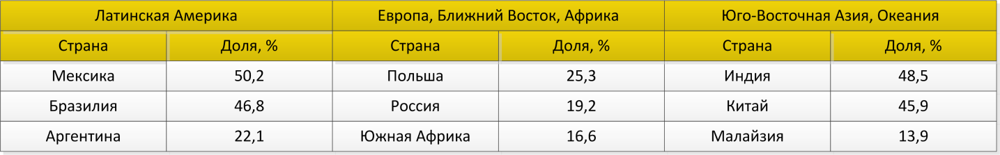 Латинская Америка Европа, Ближний Восток, Африка Юго-Восточная Азия, Океания
Страна Доля, % Страна Доля, % Страна Доля, %
Мексика 50,2 Польша 25,3 Индия 48,5
Бразилия 46,8 Россия 19,2 Китай 45,9
Аргентина 22,1 Южная Африка 16,6 Малайзия 13,9